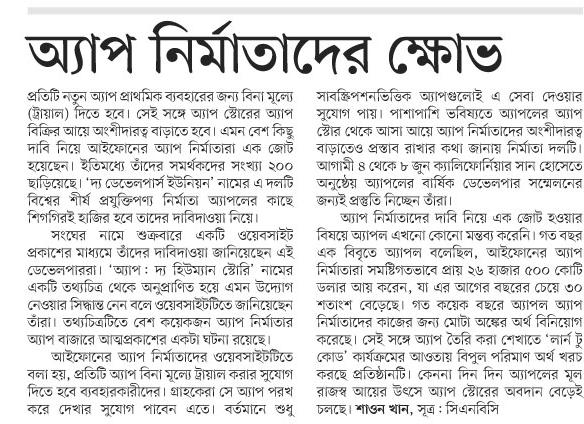 অ্যাপ নির্মাতাদের ক্ষোভ
প্রতিটি নতুন অ্যাপ প্রাথমিক ব্যবহারের জন্য বিনা মূল্যে
(ট্রায়াল) দিতে হবে। সেই সঙ্গে অ্যাপ স্টোরের অ্যাপ
বিক্রির আয়ে অংশীদারত্ব বাড়াতে হবে। এমন বেশ কিছু
দাবি নিয়ে আইফোনের অ্যাপ নির্মাতারা এক জোট
হয়েছেন। ইতিমধ্যে তাঁদের সমর্থকদের সংখ্যা ২০০
ছাড়িয়েছে। ‘দ্য ডেভেলপার্স ইউনিয়ন’ নামের এ দলটি
বিশ্বের শীর্ষ প্রযুক্তিপণ্য নির্মাতা অ্যাপলের কাছে
শিগগিরই হাজির হবে তাদের দাবিদাওয়া নিয়ে।
সংঘের নামে শুক্রবারে একটি ওয়েবসাইট
প্রকাশের মাধ্যমে তাঁদের দাবিদাওয়া জানিয়েছেন এই
ডেভেলপাররা। ‘অ্যাপ : দ্য হিউম্যান স্টোরি’ নামের
একটি তথ্যচিত্র থেকে অনুপ্রাণিত হয়ে এমন উদ্যোগ
নেওয়ার সিদ্ধান্ত নেন বলে ওয়েবসাইটটিতে জানিয়েছেন
তাঁরা। তথ্যচিত্রটিতে বেশ কয়েকজন অ্যাপ নির্মাতার
অ্যাপ বাজারে আত্মপ্রকাশের একটা ঘটনা রয়েছে।
আইফোনের অ্যাপ নির্মাতাদের ওয়েবসাইটটিতে
বলা হয়, প্রতিটি অ্যাপ বিনা মূল্যে ট্রায়াল করার সুযোগ
দিতে হবে ব্যবহারকারীদের। গ্রাহকেরা সে অ্যাপ পরখ
করে দেখার সুযোগ পাবেন এতে। বর্তমানে শুধু
সাবস্ক্রিপশনভিত্তিক অ্যাপগুলোই এ সেবা দেওয়ার
সুযোগ পায়। পাশাপাশি ভবিষ্যতে অ্যাপলের অ্যাপ
স্টোর থেকে আসা আয়ে অ্যাপ নির্মাতাদের অংশীদারত্ব
বাড়াতেও প্রস্তাব রাখার কথা জানায় নির্মাতা দলটি।
আগামী ৪ থেকে ৮ জুন ক্যালিফোর্নিয়ার সান হোসেতে
অনুষ্ঠেয় অ্যাপলের বার্ষিক ডেভেলপার সম্মেলনের
জন্যই প্রস্তুতি নিচ্ছেন তাঁরা।
অ্যাপ নির্মাতাদের দাবি নিয়ে এক জোট হওয়ার
বিষয়ে অ্যাপল এখনো কোনো মন্তব্য করেনি। গত বছর
এক বিবৃতে অ্যাপল বলেছিল, আইফোনের অ্যাপ
নির্মাতারা সমষ্টিগতভাবে প্রায় ২৬ হাজার ৫০০ কোটি
ডলার আয় করেন, যা এর আগের বছরের চেয়ে ৩০
শতাংশ বেড়েছে। গত কয়েক বছরে অ্যাপল অ্যাপ
নির্মাতাদের কাজের জন্য মোটা অঙ্কের অর্থ বিনিয়োগ
করেছে। সেই সঙ্গে অ্যাপ তৈরি করা শেখাতে ‘লার্ন টু
কোড’ কার্যক্রমের আওতায় বিপুল পরিমাণ অর্থ খরচ
করছে প্রতিষ্ঠানটি। কেননা দিন দিন অ্যাপলের মূল
রাজস্ব আয়ের উৎসে অ্যাপ স্টোরের অবদান বেড়েই
চলছে। শাওন খান, সূত্র : সিএনবিসি